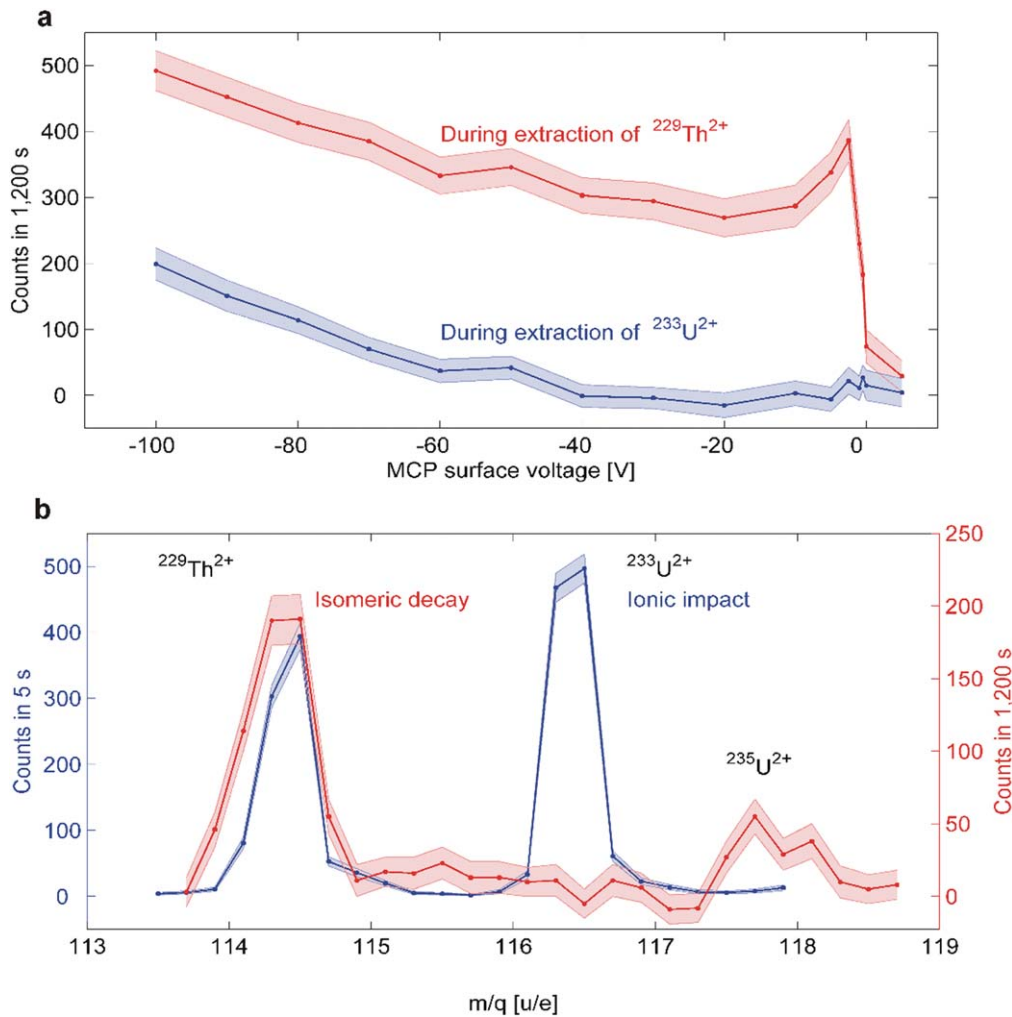 a
500
400
300
200
100
0
Counts in 1,200 s
During extraction of ²²⁹Th²⁺
During extraction of ²³³U²⁺
-100 -80 -60 -40 -20 0
MCP surface voltage [V]
b
500
400
300
200
100
0
Counts in 5 s
²²⁹Th²⁺ ²³³U²⁺
Isomeric decay Ionic impact
²³⁵U²⁺
250
200
150
100
50
0
Counts in 1,200 s
113 114 115 116 117 118 119
m/q [u/e]